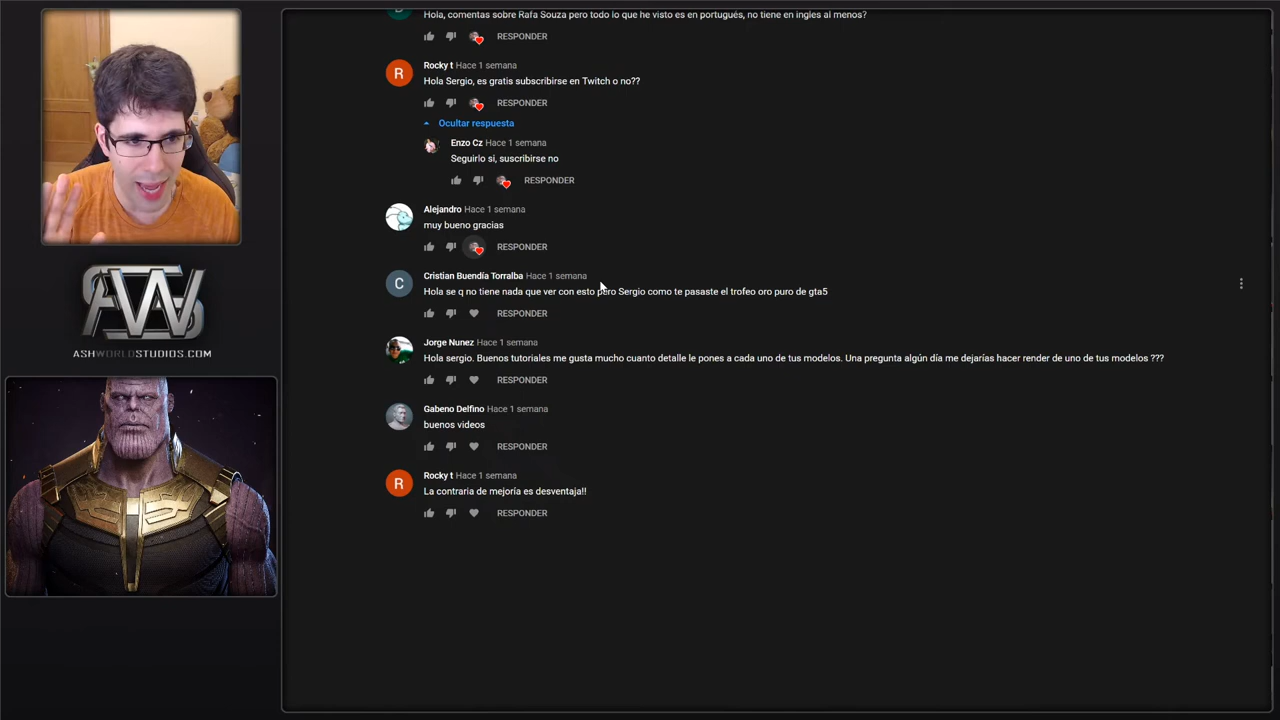 Hola, comentas sobre Rafa Souza pero todo lo que he visto es en portugués, no tiene en ingles al menos?
RESPONDER
R
Rocky t Hace 1 semana
Hola Sergio, es gratis subscribirse en Twitch o no??
RESPONDER
Ocultar respuesta
Enzo Cz Hace 1 semana
Seguirlo si, suscribirse no
RESPONDER
Alejandro Hace 1 semana
muy bueno gracias
RESPONDER
C
Cristian Buendía Torralba Hace 1 semana
Hola se q no tiene nada que ver con esto pero Sergio como te pasaste el trofeo oro puro de gta5
RESPONDER
Jorge Nunez Hace 1 semana
Hola sergio. Buenos tutoriales me gusta mucho cuanto detalle le pones a cada uno de tus modelos. Una pregunta algún día me dejarías hacer render de uno de tus modelos ???
RESPONDER
Gabeno Delfino Hace 1 semana
buenos videos
RESPONDER
R
Rocky t Hace 1 semana
La contraria de mejoría es desventaja!!
RESPONDER
ASHWORLDSTUDIOS.COM